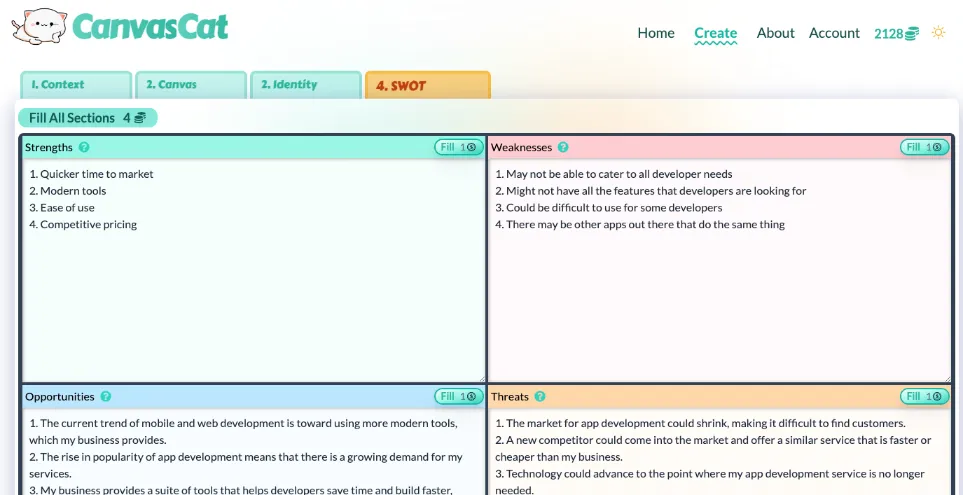 CanvasCat
Home Create About Account 2128
1. Context
2. Canvas
2. Identity
4. SWOT
Fill All Sections 4
Strengths ?
Fill 1
1. Quicker time to market
2. Modern tools
3. Ease of use
4. Competitive pricing
Weaknesses ?
Fill 1
1. May not be able to cater to all developer needs
2. Might not have all the features that developers are looking for
3. Could be difficult to use for some developers
4. There may be other apps out there that do the same thing
Opportunities ?
Fill 1
1. The current trend of mobile and web development is toward using more modern tools,
which my business provides.
2. The rise in popularity of app development means that there is a growing demand for my
services.
3. My business provides a suite of tools that helps developers save time and build faster,
Threats ?
Fill 1
1. The market for app development could shrink, making it difficult to find customers.
2. A new competitor could come into the market and offer a similar service that is faster or
cheaper than my business.
3. Technology could advance to the point where my app development service is no longer
needed.